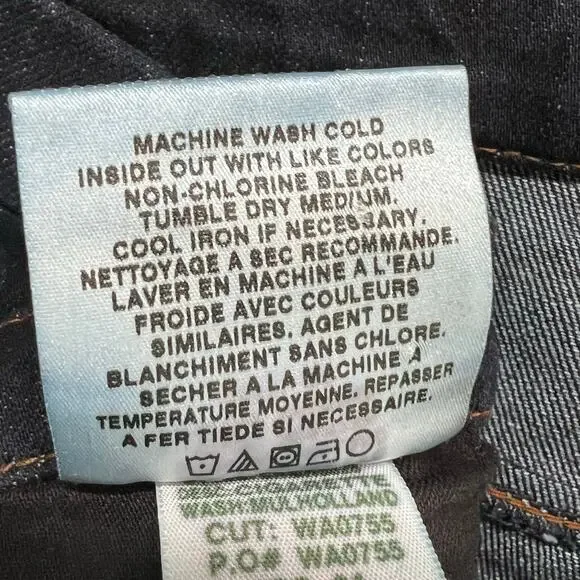 MACHINE WASH COLD
INSIDE OUT WITH LIKE COLORS
NON-CHLORINE BLEACH
TUMBLE DRY MEDIUM.
COOL IRON IF NECESSARY.
NETTOYAGE A SEC RECOMMANDE.
LAVER EN MACHINE A L'EAU
FROIDE AVEC COULEURS
SIMILAIRES. AGENT DE
BLANCHIMENT SANS CHLORE.
SECHER A LA MACHINE À
TEMPERATURE MOYENNE. REPASSER
A FER TIEDE SI NECESSAIRE.
WASH:MULHOLLAND
CUT: WA0755
P.O# WA0755